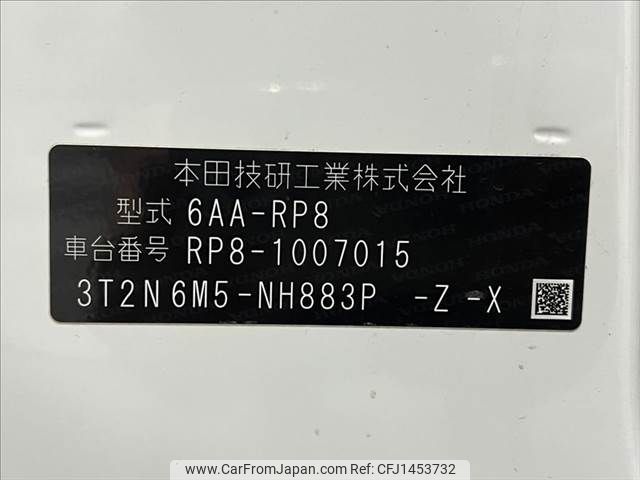 本田技研工業株式会社
型式 6AA-RP8
車台番号 RP8-1007015
3T2N6M5-NH883P -Z -X
www.CarFromJapan.com - ID: CFJ1453732